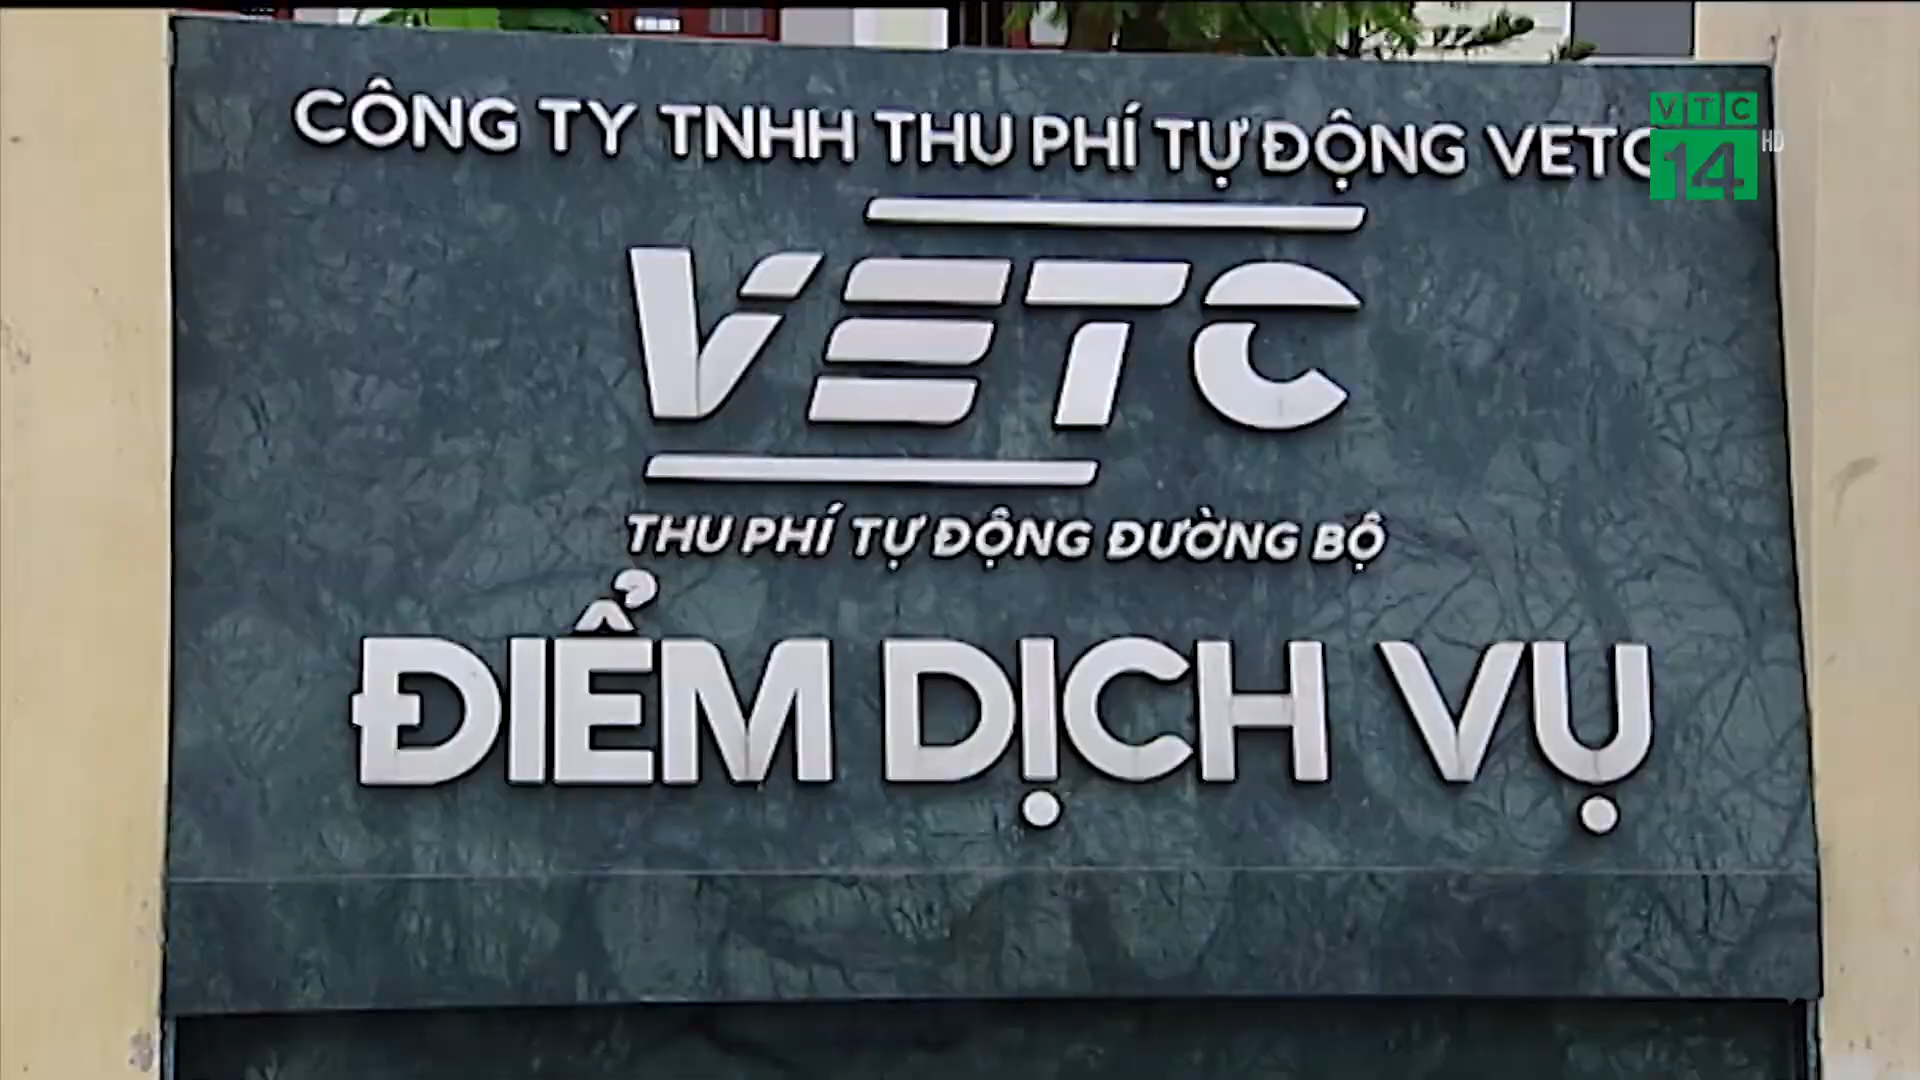 CÔNG TY TNHH THU PHÍ TỰ ĐỘNG VETC
VTC
14 HD
VETC
THU PHÍ TỰ ĐỘNG ĐƯỜNG BỘ
ĐIỂM DỊCH VỤ